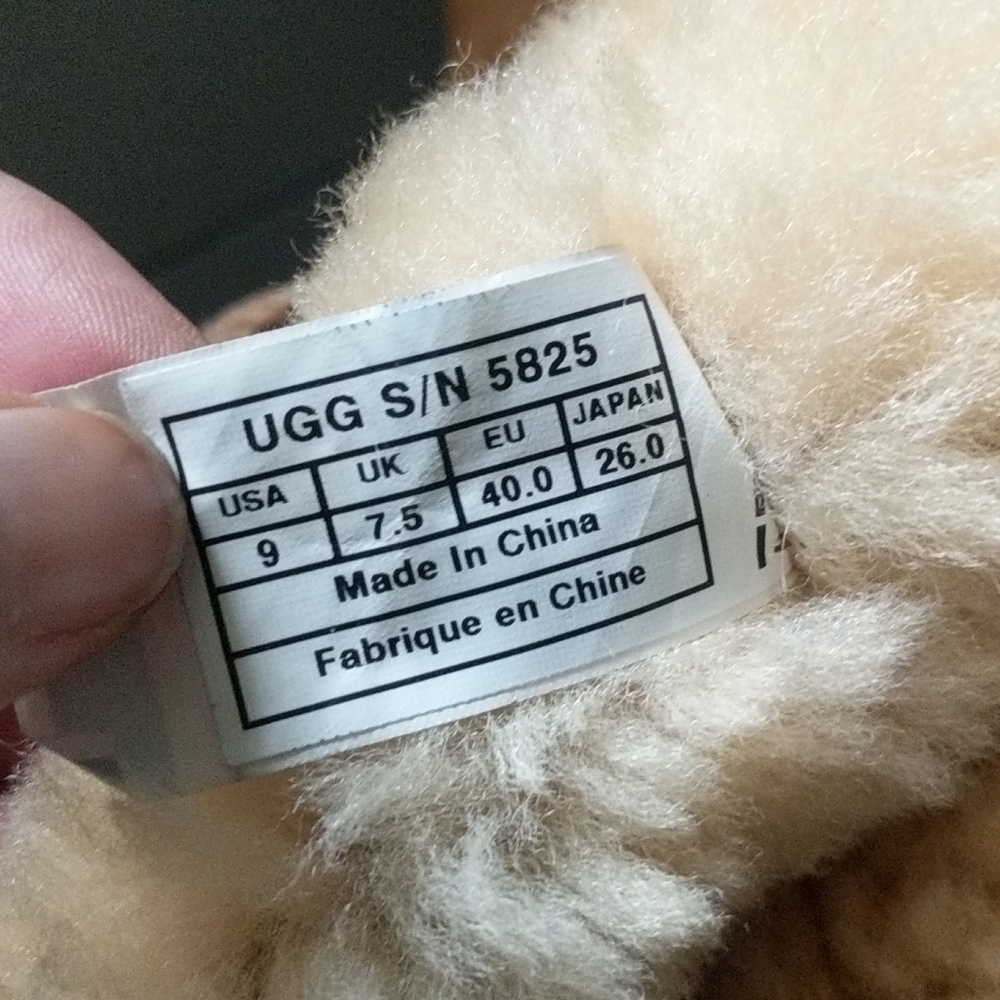 UGG S/N 5825
USA UK EU JAPAN
9 7.5 40.0 26.0
Made In China
Fabrique en Chine